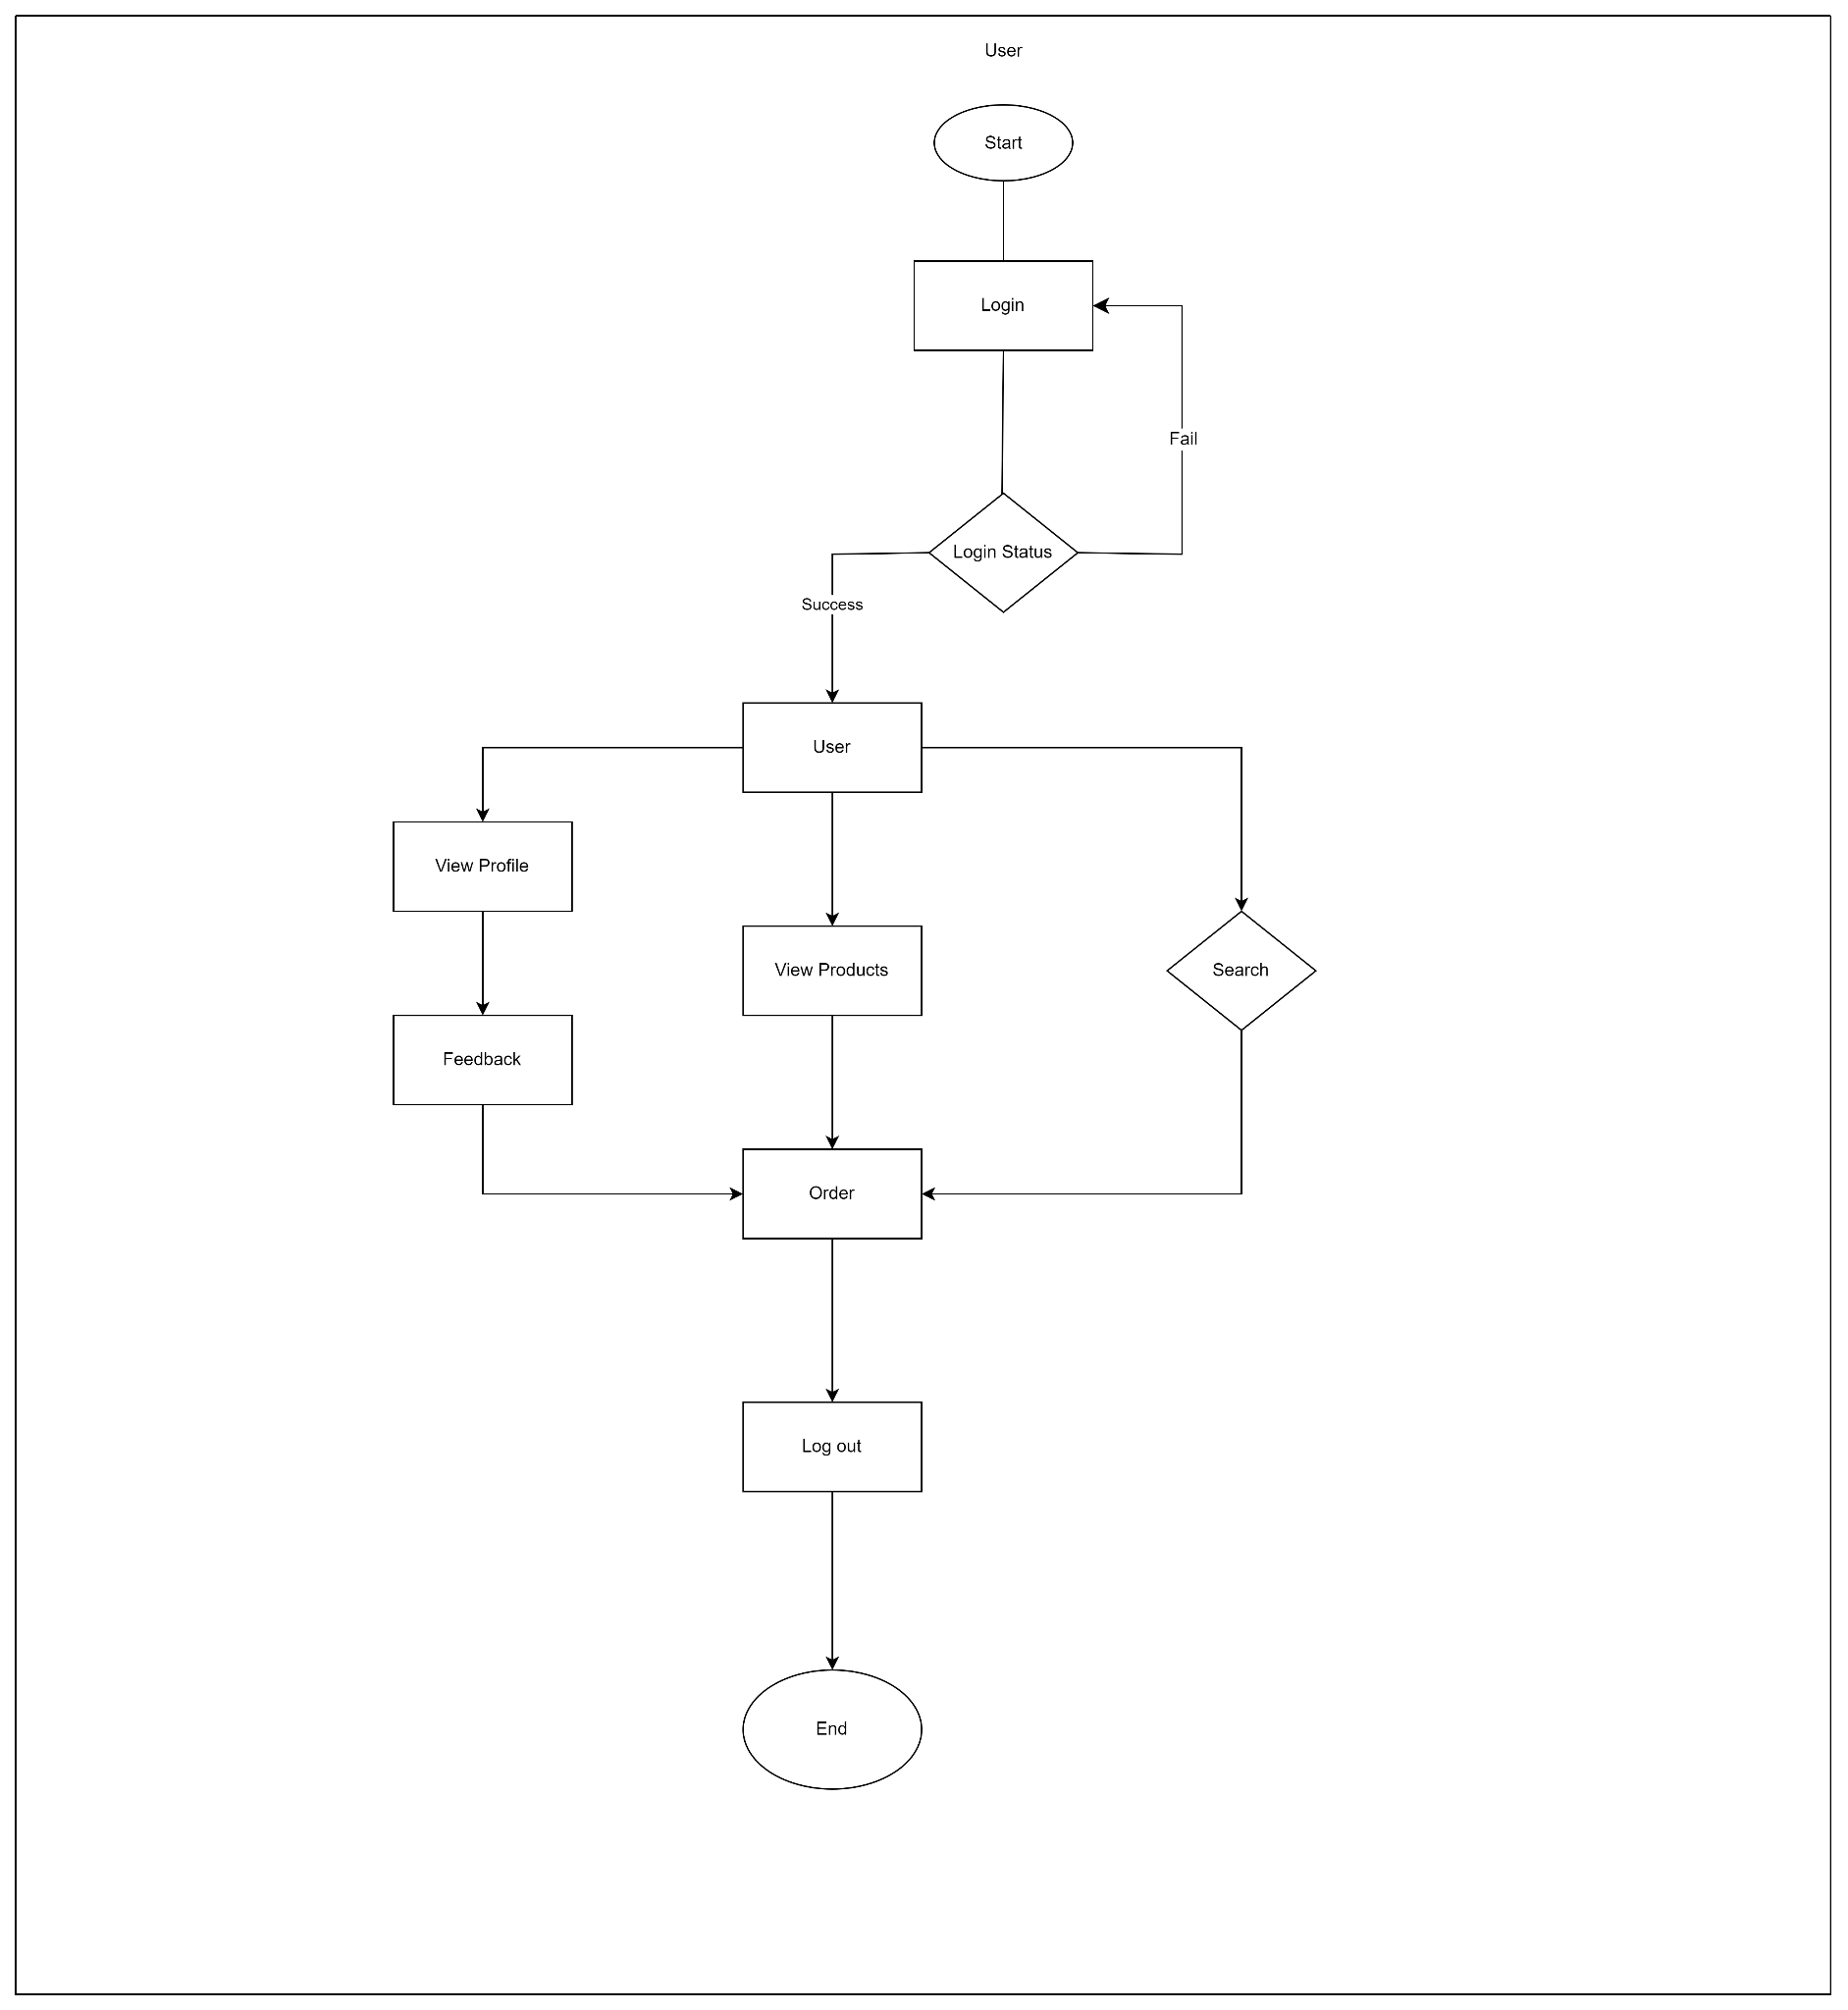 User
Start
Login
Fail
Login Status
Success
User
View Profile
View Products
Search
Feedback
Order
Log out
End